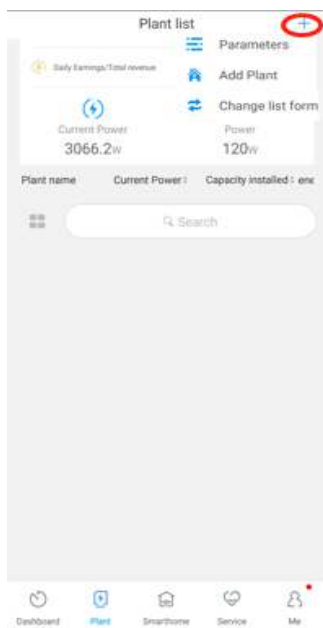 Plant list
Parameters
Daily Earnings/Total revenue
Add Plant
Change list form
Current Power
Power
3066.2W
120W
Plant name Current Power Capacity installed ene
Search
Dashboard Plant Smarthome Service Me